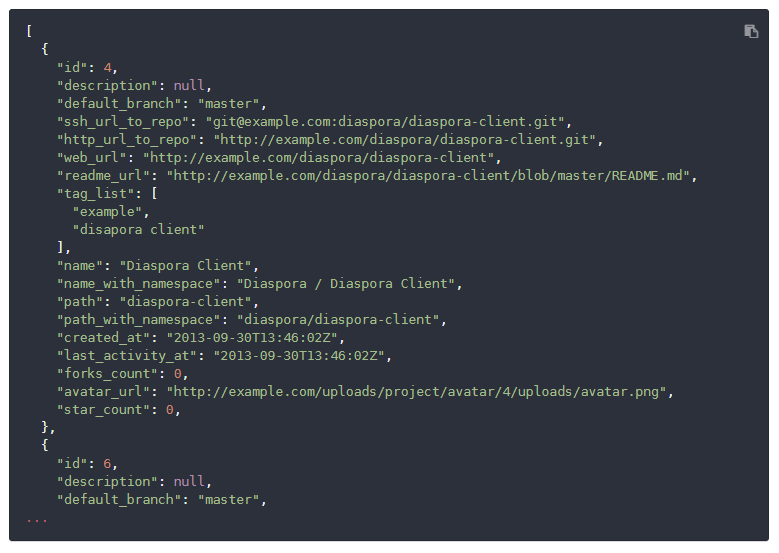 [
  {
    "id": 4,
    "description": null,
    "default_branch": "master",
    "ssh_url_to_repo": "git@example.com:diaspora/diaspora-client.git",
    "http_url_to_repo": "http://example.com/diaspora/diaspora-client.git",
    "web_url": "http://example.com/diaspora/diaspora-client",
    "readme_url": "http://example.com/diaspora/diaspora-client/blob/master/README.md",
    "tag_list": [
      "example",
      "disapora client"
    ],
    "name": "Diaspora Client",
    "name_with_namespace": "Diaspora / Diaspora Client",
    "path": "diaspora-client",
    "path_with_namespace": "diaspora/diaspora-client",
    "created_at": "2013-09-30T13:46:02Z",
    "last_activity_at": "2013-09-30T13:46:02Z",
    "forks_count": 0,
    "avatar_url": "http://example.com/uploads/project/avatar/4/uploads/avatar.png",
    "star_count": 0,
  },
  {
    "id": 6,
    "description": null,
    "default_branch": "master",
...